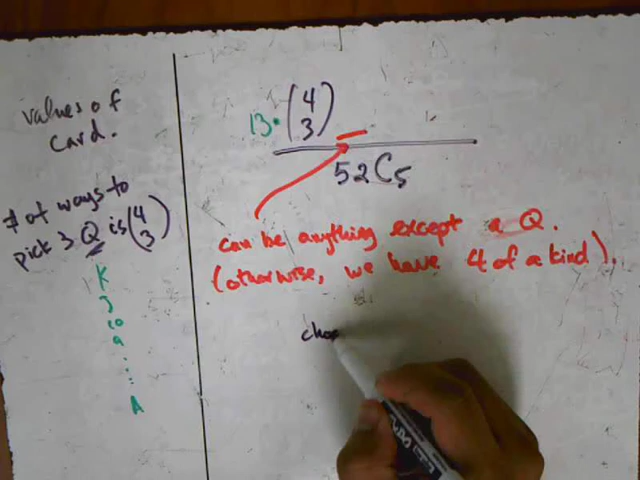 values of
card.
# of ways to
pick 3 Q is (4 3)
K
J
10
9
:
:
A
13 · (4 3)
52C5
can be anything except a Q.
(otherwise, we have 4 of a kind).
choo